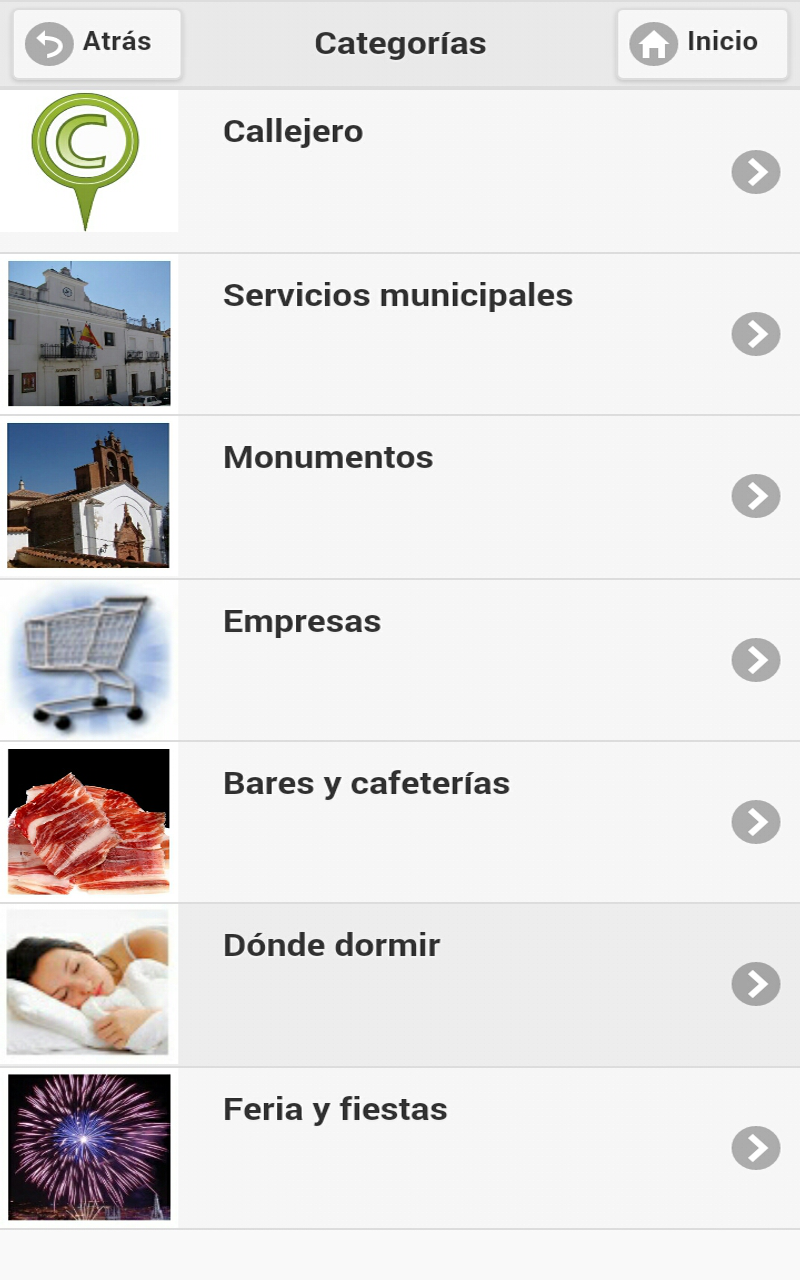 Atrás
Categorías
Inicio
C
Callejero
Servicios municipales
Monumentos
Empresas
Bares y cafeterías
Dónde dormir
Feria y fiestas